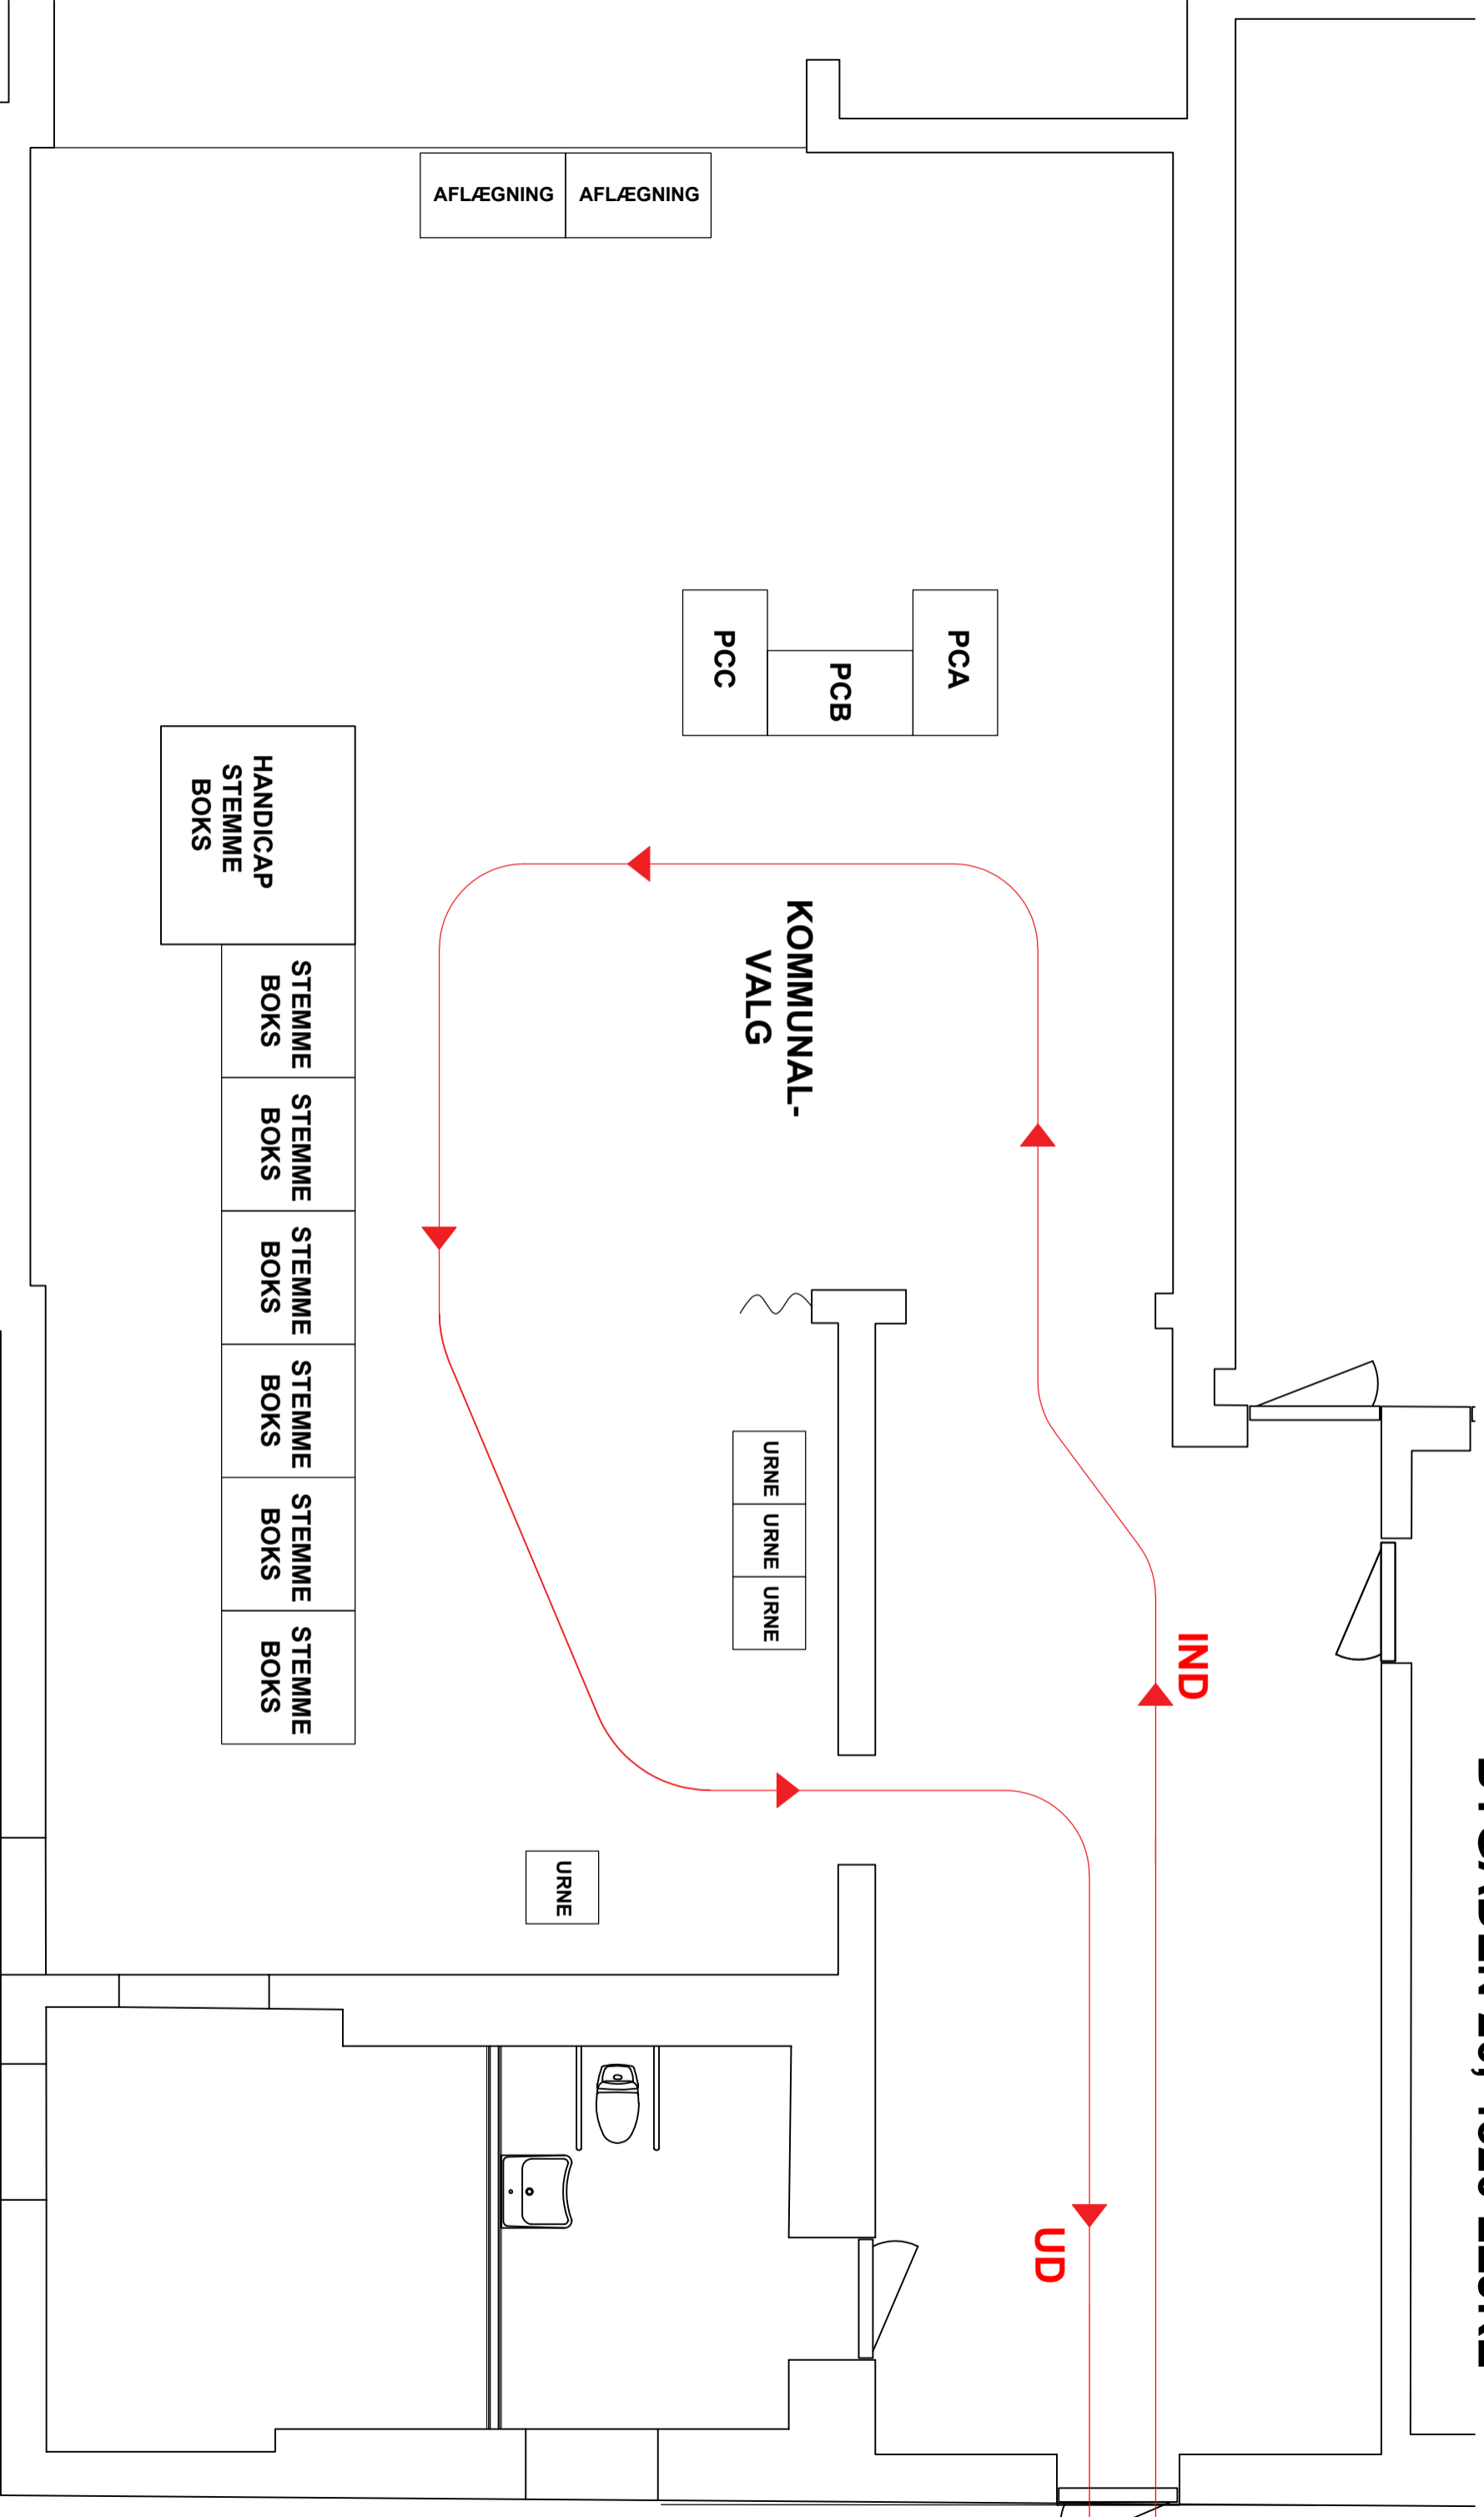 AFLÆGNING
AFLÆGNING
PCC
PCB
PCA
HANDICAP
STEMME
BOKS
KOMMUNAL-
VALG
STEMME
BOKS
STEMME
BOKS
STEMME
BOKS
STEMME
BOKS
STEMME
BOKS
STEMME
BOKS
URNE
URNE
URNE
IND
URNE
UD